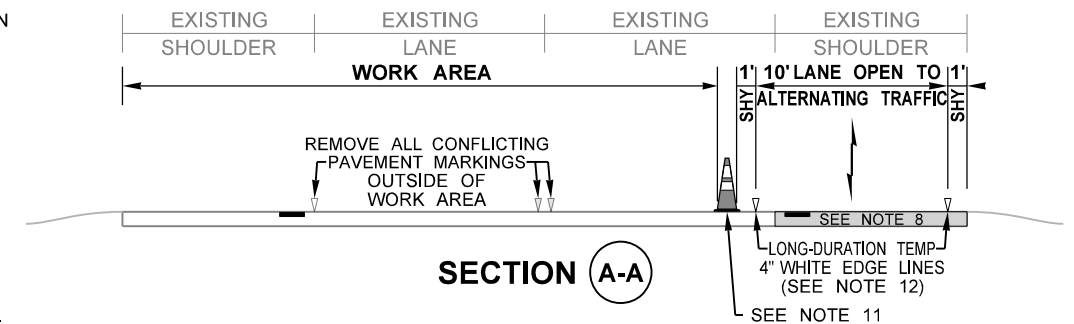 N
EXISTING EXISTING EXISTING EXISTING
SHOULDER LANE LANE SHOULDER
WORK AREA
1' 10' LANE OPEN TO 1'
SHY ALTERNATING TRAFFIC SHY
REMOVE ALL CONFLICTING
PAVEMENT MARKINGS
OUTSIDE OF
WORK AREA
SEE NOTE 8
LONG-DURATION TEMP
4" WHITE EDGE LINES
(SEE NOTE 12)
SECTION A-A
SEE NOTE 11